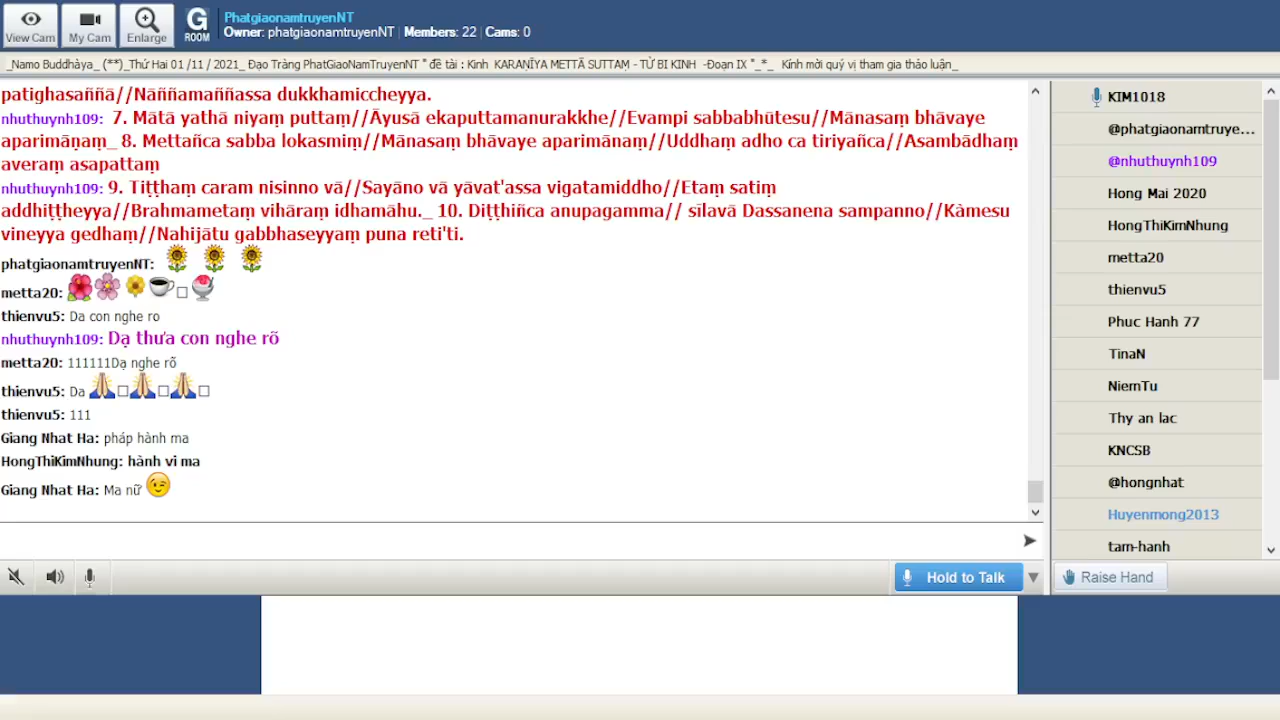 View Cam
My Cam
Enlarge
G
ROOM
PhatgiaonamtruyenNT
Owner: phatgiaonamtruyenNT | Members: 22 | Cams: 0
_Namo Buddhàya_ (**)_Thứ Hai 01 /11 / 2021_ Đạo Tràng PhatGiaoNamTruyenNT " đề tài : Kinh KARAṆĪYA METTĀ SUTTAṂ - TỪ BI KINH -Đoạn IX "_*_ Kính mời quý vị tham gia thảo luận_
patighasaññā//Nāññamaññassa dukkhamiccheyya.
nhuthuynh109: 7. Mātā yathā niyaṃ puttaṃ//Āyusā ekaputtamanurakkhe//Evampi sabbabhūtesu//Mānasaṃ bhāvaye
aparimāṇaṃ_ 8. Mettañca sabba lokasmiṃ//Mānasaṃ bhāvaye aparimānaṃ//Uddhaṃ adho ca tiriyañca//Asambādhaṃ
averaṃ asapattaṃ
nhuthuynh109: 9. Tiṭṭhaṃ caram nisinno vā//Sayāno vā yāvat'assa vigatamiddho//Etaṃ satiṃ
addhiṭṭheyya//Brahmametaṃ vihāraṃ idhamāhu._ 10. Diṭṭhiñca anupagamma// sīlavā Dassanena sampanno//Kàmesu
vineyya gedhaṃ//Nahijātu gabbhaseyyaṃ puna reti'ti.
phatgiaonamtruyenNT:
metta20:
thienvu5: Da con nghe ro
nhuthuynh109: Dạ thưa con nghe rõ
metta20: 111111Dạ nghe rõ
thienvu5: Da
thienvu5: 111
Giang Nhat Ha: pháp hành ma
HongThiKimNhung: hành vi ma
Giang Nhat Ha: Ma nữ
KIM1018
@phatgiaonamtruye...
@nhuthuynh109
Hong Mai 2020
HongThiKimNhung
metta20
thienvu5
Phuc Hanh 77
TinaN
NiemTu
Thy an lac
KNCSB
@hongnhat
Huyenmong2013
tam-hanh
Hold to Talk
Raise Hand